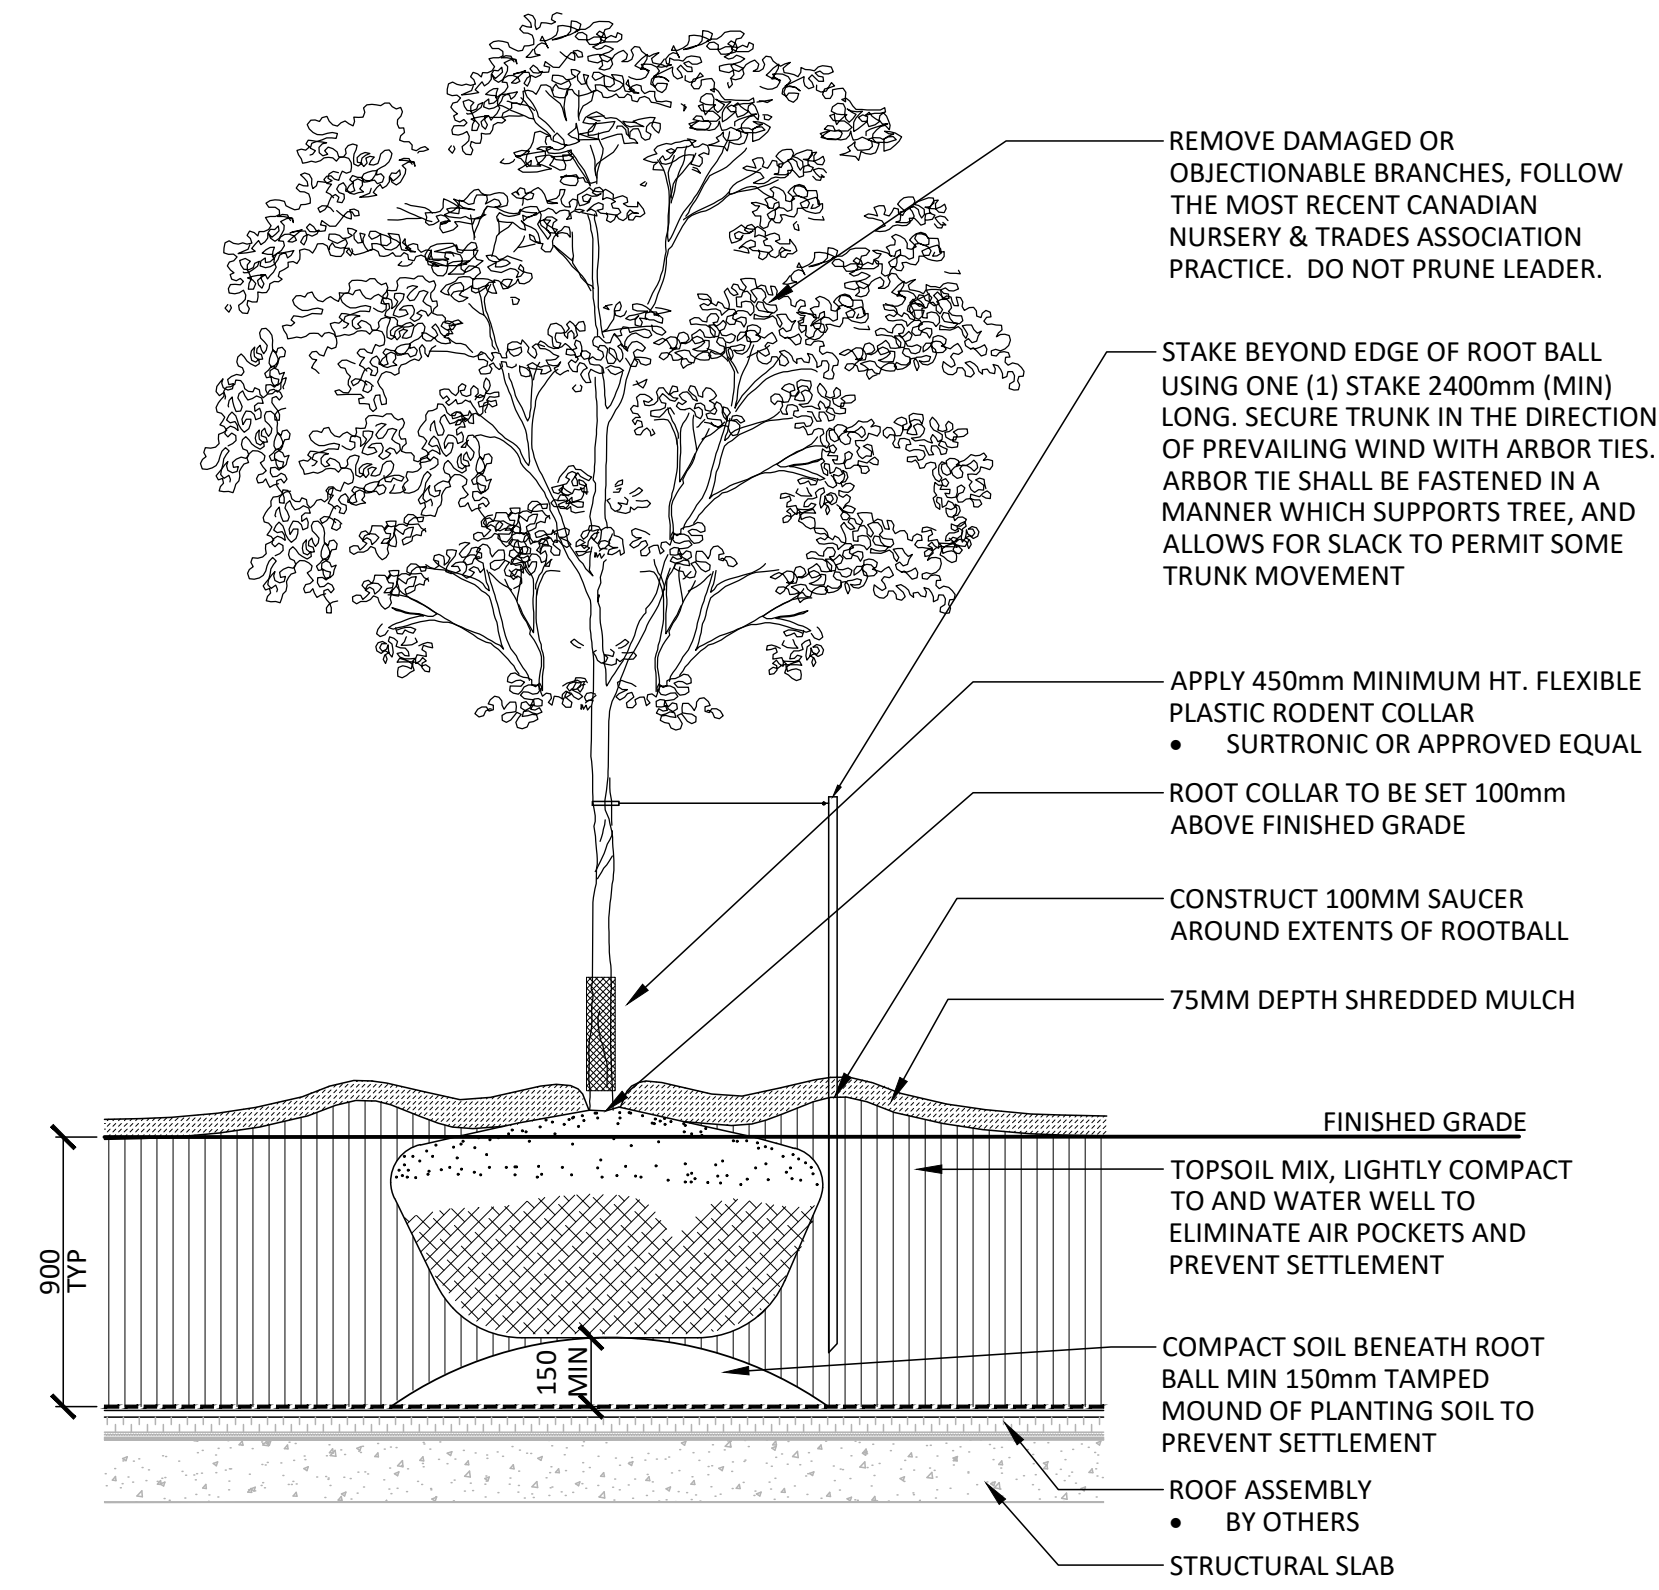 REMOVE DAMAGED OR
OBJECTIONABLE BRANCHES, FOLLOW
THE MOST RECENT CANADIAN
NURSERY & TRADES ASSOCIATION
PRACTICE.  DO NOT PRUNE LEADER.
STAKE BEYOND EDGE OF ROOT BALL
USING ONE (1) STAKE 2400mm (MIN)
LONG. SECURE TRUNK IN THE DIRECTION
OF PREVAILING WIND WITH ARBOR TIES.
ARBOR TIE SHALL BE FASTENED IN A
MANNER WHICH SUPPORTS TREE, AND
ALLOWS FOR SLACK TO PERMIT SOME
TRUNK MOVEMENT
APPLY 450mm MINIMUM HT. FLEXIBLE
PLASTIC RODENT COLLAR
• SURTRONIC OR APPROVED EQUAL
ROOT COLLAR TO BE SET 100mm
ABOVE FINISHED GRADE
CONSTRUCT 100MM SAUCER
AROUND EXTENTS OF ROOTBALL
75MM DEPTH SHREDDED MULCH
FINISHED GRADE
TOPSOIL MIX, LIGHTLY COMPACT
TO AND WATER WELL TO
ELIMINATE AIR POCKETS AND
PREVENT SETTLEMENT
900
TYP
150
MIN
COMPACT SOIL BENEATH ROOT
BALL MIN 150mm TAMPED
MOUND OF PLANTING SOIL TO
PREVENT SETTLEMENT
ROOF ASSEMBLY
• BY OTHERS
STRUCTURAL SLAB